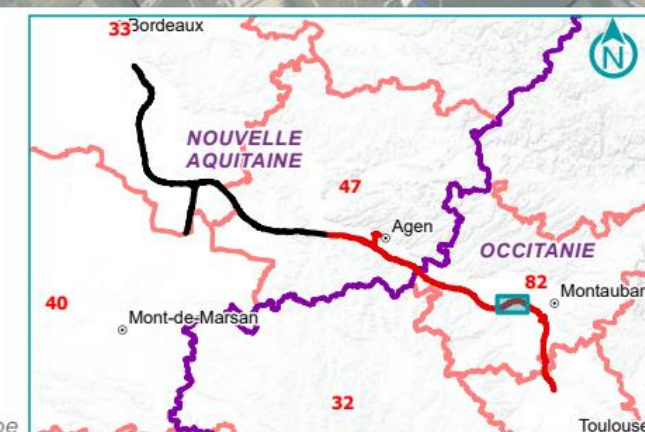 33
Bordeaux
N
NOUVELLE
AQUITAINE
47
Agen
OCCITANIE
82
Montauban
40
Mont-de-Marsan
32
Toulouse